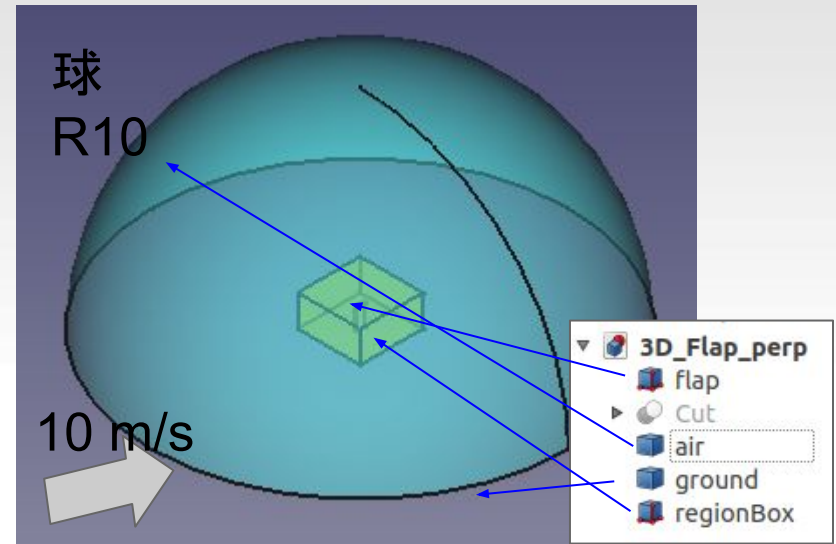 球
R10
10 m/s
3D_Flap_perp
flap
Cut
air
ground
regionBox